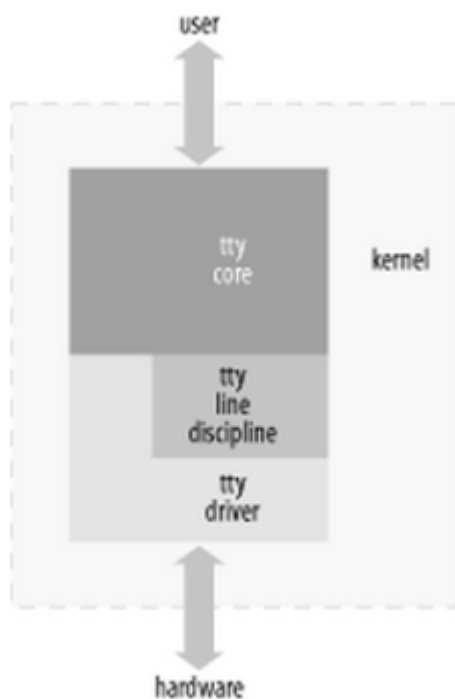 user
tty
core
kernel
tty
line
discipline
tty
driver
hardware